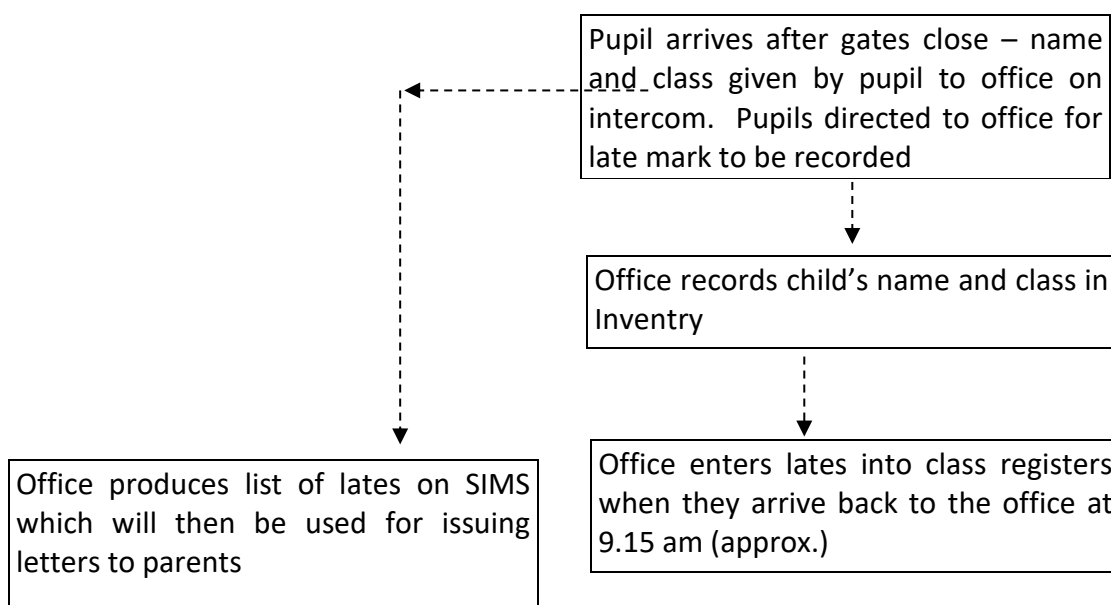 Pupil arrives after gates close – name
and class given by pupil to office on
intercom. Pupils directed to office for
late mark to be recorded
Office records child’s name and class in
Inventry
Office enters lates into class registers
when they arrive back to the office at
9.15 am (approx.)
Office produces list of lates on SIMS
which will then be used for issuing
letters to parents